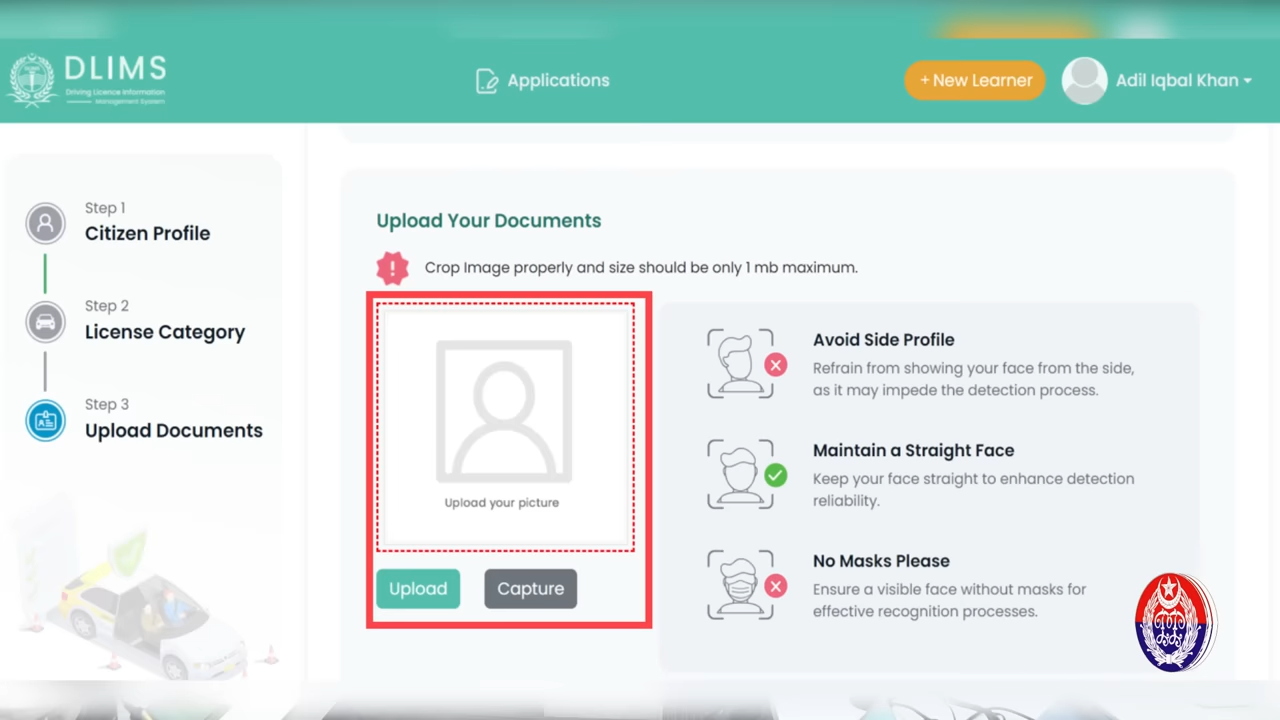 DLIMS
Driving Licence Information
Management System
Applications
+ New Learner
Adil Iqbal Khan
Step 1
Citizen Profile
Step 2
License Category
Step 3
Upload Documents
Upload Your Documents
! Crop Image properly and size should be only 1 mb maximum.
Upload your picture
Upload
Capture
Avoid Side Profile
Refrain from showing your face from the side,
as it may impede the detection process.
Maintain a Straight Face
Keep your face straight to enhance detection
reliability.
No Masks Please
Ensure a visible face without masks for
effective recognition processes.